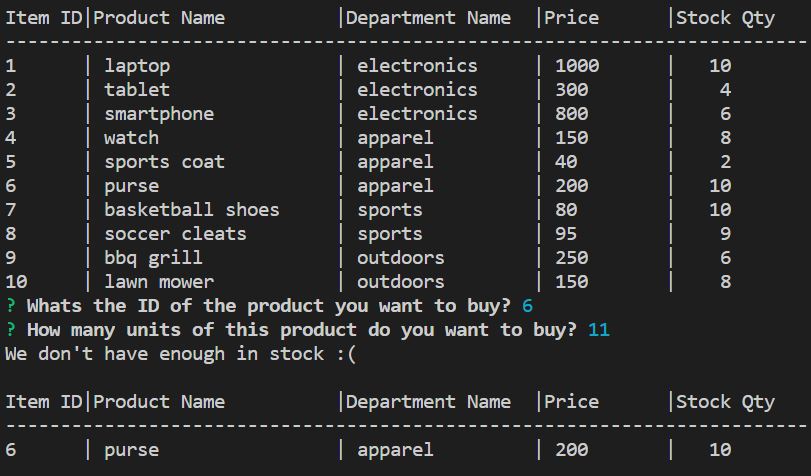 Item ID|Product Name          |Department Name  |Price      |Stock Qty
-------------------------------------------------------------------------
1      | laptop               | electronics     | 1000      |   10
2      | tablet               | electronics     | 300       |    4
3      | smartphone           | electronics     | 800       |    6
4      | watch                | apparel         | 150       |    8
5      | sports coat          | apparel         | 40        |    2
6      | purse                | apparel         | 200       |   10
7      | basketball shoes     | sports          | 80        |   10
8      | soccer cleats        | sports          | 95        |    9
9      | bbq grill            | outdoors        | 250       |    6
10     | lawn mower           | outdoors        | 150       |    8
? Whats the ID of the product you want to buy? 6
? How many units of this product do you want to buy? 11
We don't have enough in stock :(
Item ID|Product Name          |Department Name  |Price      |Stock Qty
-------------------------------------------------------------------------
6      | purse                | apparel         | 200       |   10